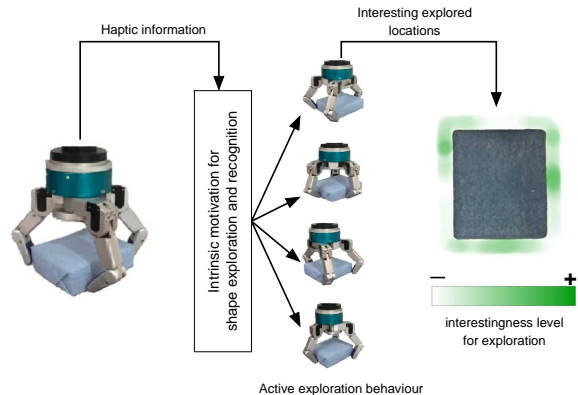 Haptic information
Interesting explored
locations
Intrinsic motivation for
shape exploration and recognition
— +
interestingness level
for exploration
Active exploration behaviour